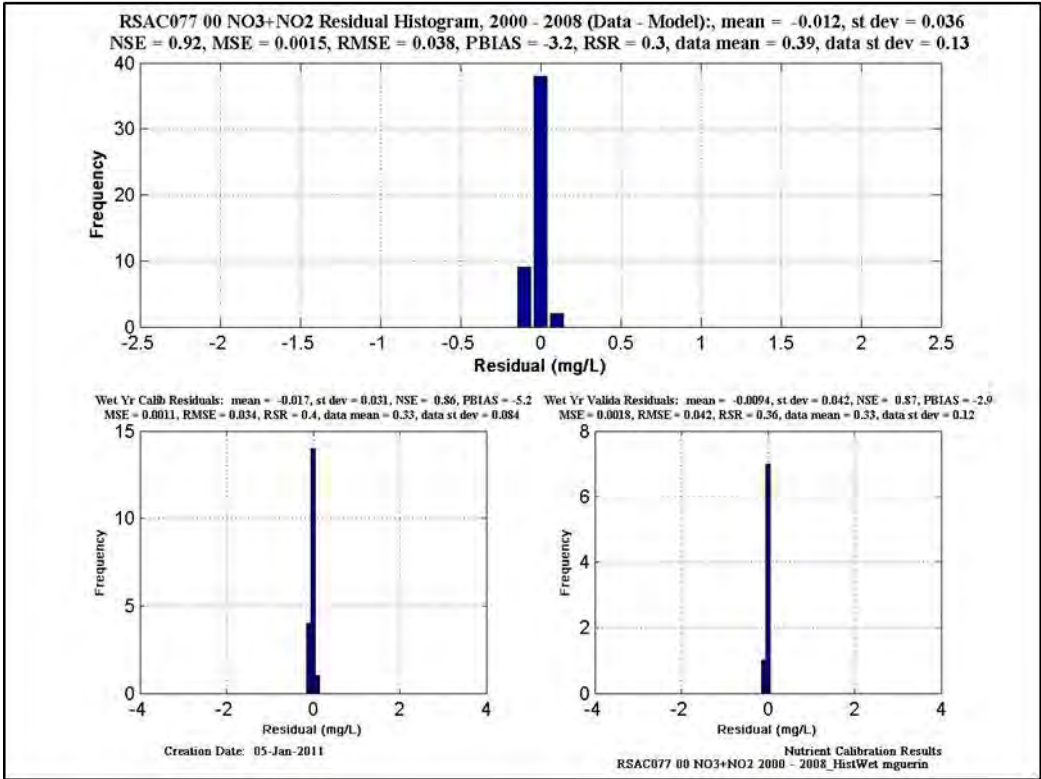 RSAC077 00 NO3+NO2 Residual Histogram, 2000 - 2008 (Data - Model):, mean = -0.012, st dev = 0.036
NSE = 0.92, MSE = 0.0015, RMSE = 0.038, PBIAS = -3.2, RSR = 0.3, data mean = 0.39, data st dev = 0.13
40
30
20
10
0
Frequency
-2.5 -2 -1.5 -1 -0.5 0 0.5 1 1.5 2 2.5
Residual (mg/L)
Wet Yr Calib Residuals: mean = -0.017, st dev = 0.031, NSE = 0.86, PBIAS = -5.2
MSE = 0.0011, RMSE = 0.034, RSR = 0.4, data mean = 0.33, data st dev = 0.084
15
10
5
0
Frequency
-4 -2 0 2 4
Residual (mg/L)
Creation Date: 05-Jan-2011
Wet Yr Valida Residuals: mean = -0.0094, st dev = 0.042, NSE = 0.87, PBIAS = -2.9
MSE = 0.0018, RMSE = 0.042, RSR = 0.36, data mean = 0.33, data st dev = 0.12
8
6
4
2
0
Frequency
-4 -2 0 2 4
Residual (mg/L)
Nutrient Calibration Results
RSAC077 00 NO3+NO2 2000 - 2008_HistWet mguerin